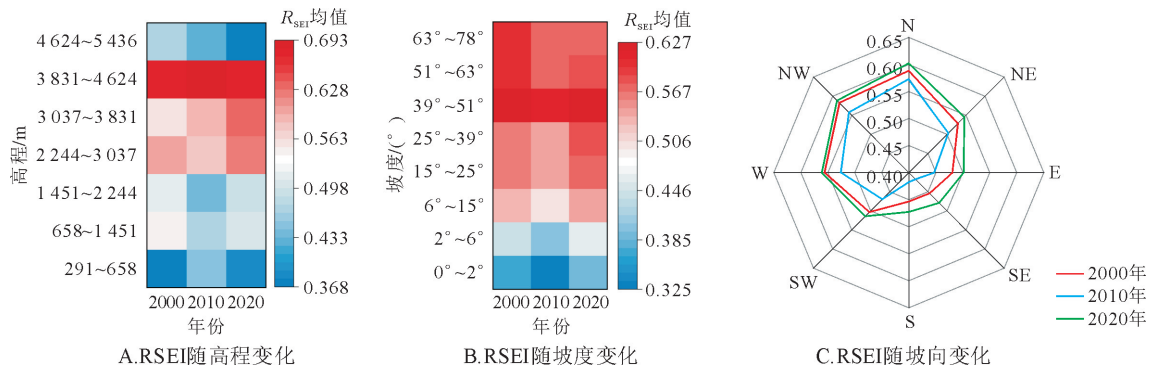 R_SEI均值
0.693
0.628
0.563
0.498
0.433
0.368
4 624~5 436
3 831~4 624
3 037~3 831
2 244~3 037
1 451~2 244
658~1 451
291~658
高程/m
2000 2010 2020
年份
A.RSEI随高程变化
R_SEI均值
0.627
0.567
0.506
0.446
0.385
0.325
63°~78°
51°~63°
39°~51°
25°~39°
15°~25°
6°~15°
2°~6°
0°~2°
坡度/(°)
2000 2010 2020
年份
B.RSEI随坡度变化
N
NE
E
SE
S
SW
W
NW
0.65
0.60
0.55
0.50
0.45
0.40
2000年
2010年
2020年
C.RSEI随坡向变化